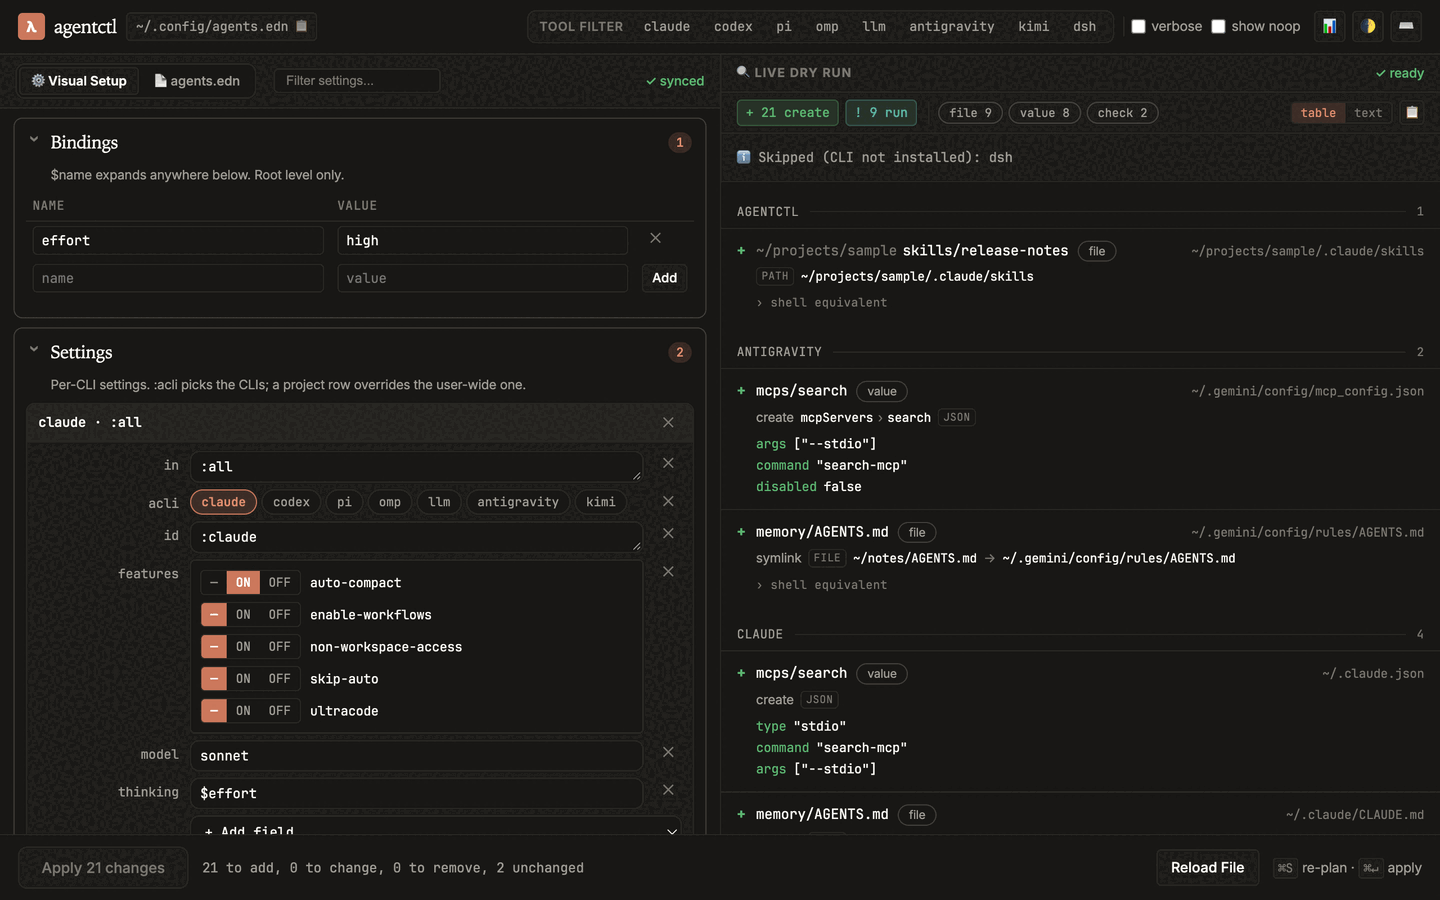 λ agentctl ~/.config/agents.edn
TOOL FILTER claude codex pi omp llm antigravity kimi dsh verbose show noop
Visual Setup agents.edn Filter settings... ✓ synced
Bindings 1
$name expands anywhere below. Root level only.
NAME VALUE
effort high
name value Add
Settings 2
Per-CLI settings. :acli picks the CLIs; a project row overrides the user-wide one.
claude · :all
in :all
acli claude codex pi omp llm antigravity kimi
id :claude
features — ON OFF auto-compact
— ON OFF enable-workflows
— ON OFF non-workspace-access
— ON OFF skip-auto
— ON OFF ultracode
model sonnet
thinking $effort
+ Add field
LIVE DRY RUN ✓ ready
+ 21 create ! 9 run file 9 value 8 check 2 table text
Skipped (CLI not installed): dsh
AGENTCTL 1
+ ~/projects/sample skills/release-notes file ~/projects/sample/.claude/skills
PATH ~/projects/sample/.claude/skills
› shell equivalent
ANTIGRAVITY 2
+ mcps/search value ~/.gemini/config/mcp_config.json
create mcpServers › search JSON
args ["--stdio"]
command "search-mcp"
disabled false
+ memory/AGENTS.md file ~/.gemini/config/rules/AGENTS.md
symlink FILE ~/notes/AGENTS.md → ~/.gemini/config/rules/AGENTS.md
› shell equivalent
CLAUDE 4
+ mcps/search value ~/.claude.json
create JSON
type "stdio"
command "search-mcp"
args ["--stdio"]
+ memory/AGENTS.md file ~/.claude/CLAUDE.md
Apply 21 changes 21 to add, 0 to change, 0 to remove, 2 unchanged Reload File ⌘S re-plan · ⌘↵ apply